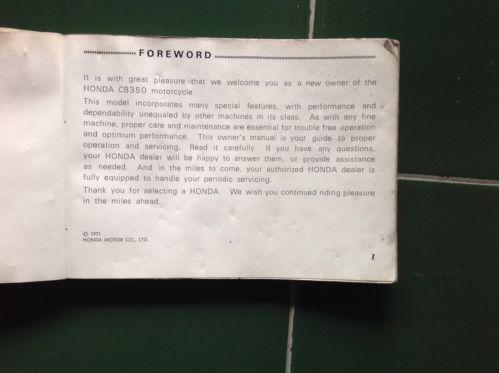 FOREWORD
It is with great pleasure that we welcome you as a new owner of the
HONDA CB350 motorcycle.
This model incorporates many special features, with performance and
dependability unequaled by other machines in its class. As with any fine
machine, proper care and maintenance are essential for trouble free operation
and optimum performance. This owner's manual is your guide to proper
operation and servicing. Read it carefully. If you have any questions,
your HONDA dealer will be happy to answer them, or provide assistance
as needed. And in the miles to come, your authorized HONDA dealer is
fully equipped to handle your periodic servicing.
Thank you for selecting a HONDA. We wish you continued riding pleasure
in the miles ahead.
© 1971
HONDA MOTOR CO., LTD.
1